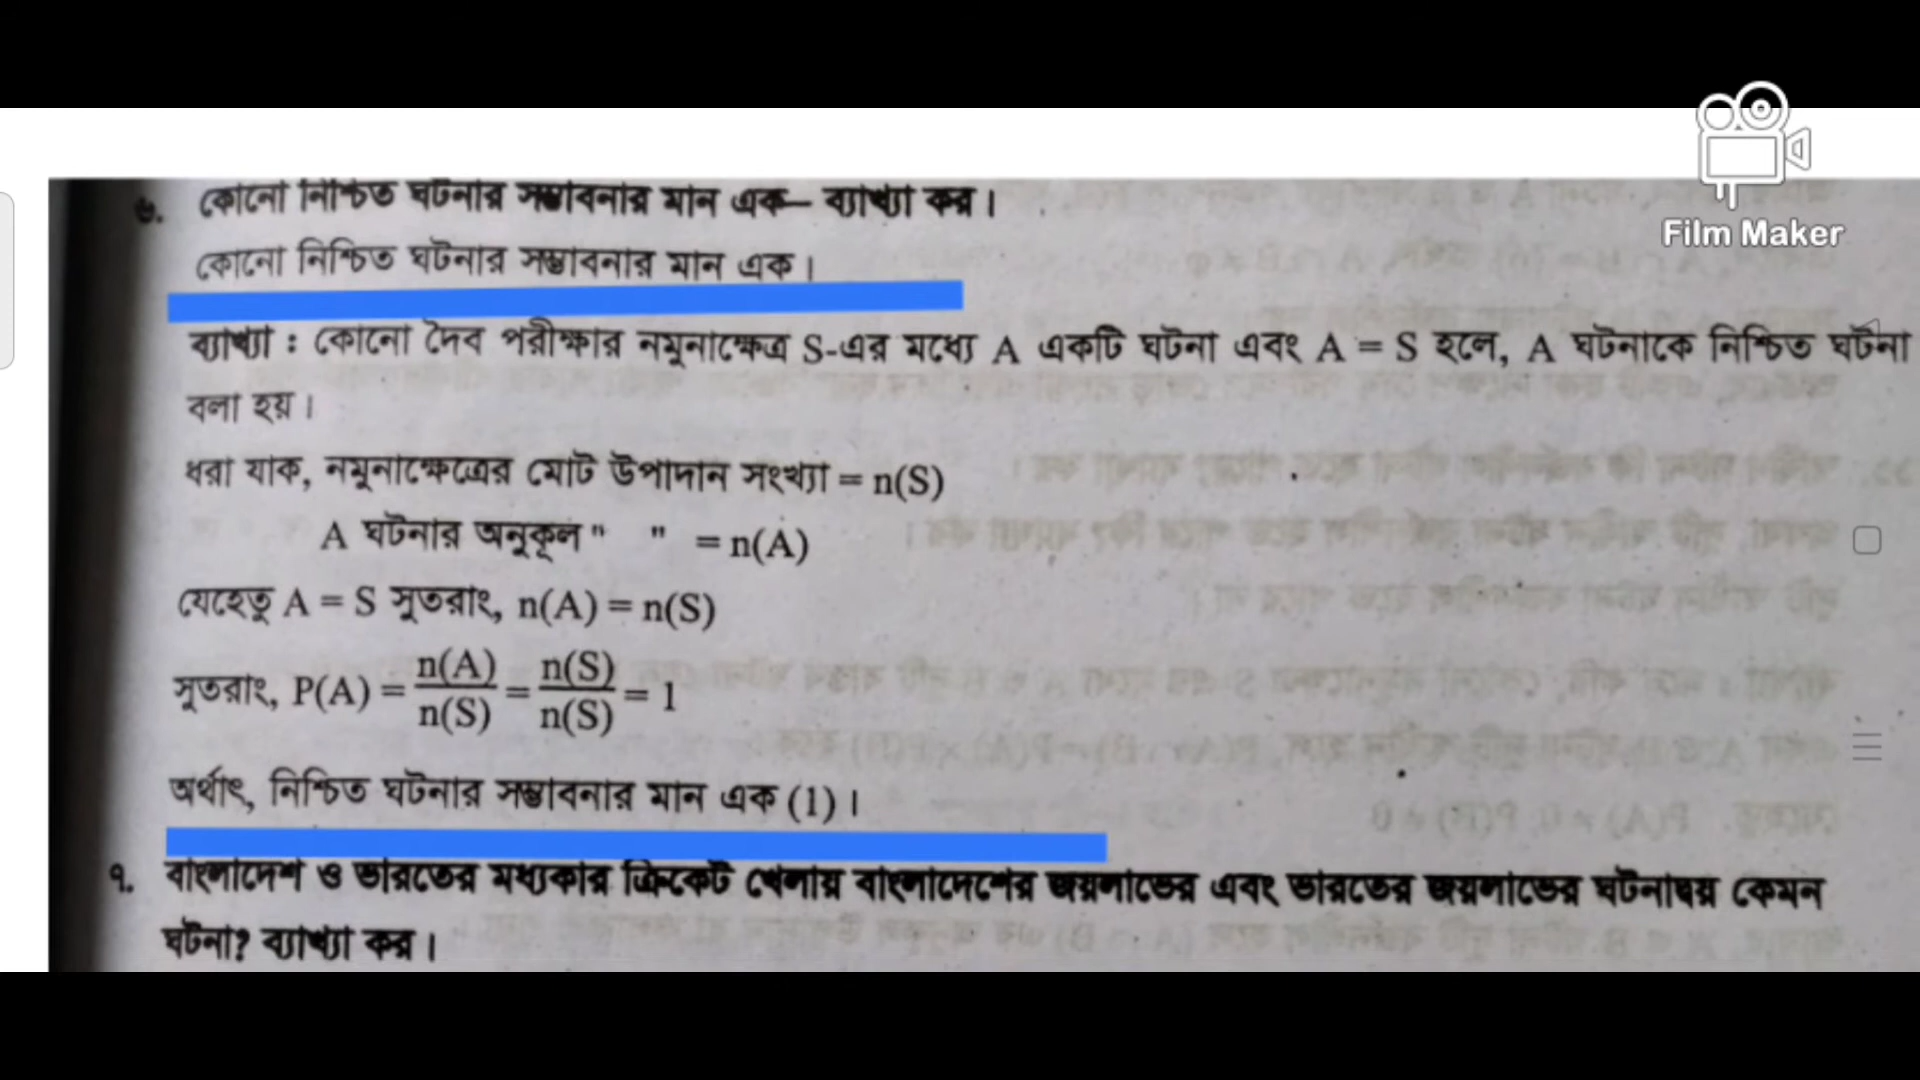 Film Maker
৬. কোনো নিশ্চিত ঘটনার সম্ভাবনার মান এক– ব্যাখ্যা কর।
কোনো নিশ্চিত ঘটনার সম্ভাবনার মান এক।
ব্যাখ্যা : কোনো দৈব পরীক্ষার নমুনাক্ষেত্র S-এর মধ্যে A একটি ঘটনা এবং A = S হলে, A ঘটনাকে নিশ্চিত ঘটনা
বলা হয়।
ধরা যাক, নমুনাক্ষেত্রের মোট উপাদান সংখ্যা = n(S)
A ঘটনার অনুকূল " " = n(A)
যেহেতু A = S সুতরাং, n(A) = n(S)
সুতরাং, P(A) = n(A)/n(S) = n(S)/n(S) = 1
অর্থাৎ, নিশ্চিত ঘটনার সম্ভাবনার মান এক (1)।
৭. বাংলাদেশ ও ভারতের মধ্যকার ক্রিকেট খেলায় বাংলাদেশের জয়লাভের এবং ভারতের জয়লাভের ঘটনাদ্বয় কেমন
ঘটনা? ব্যাখ্যা কর।